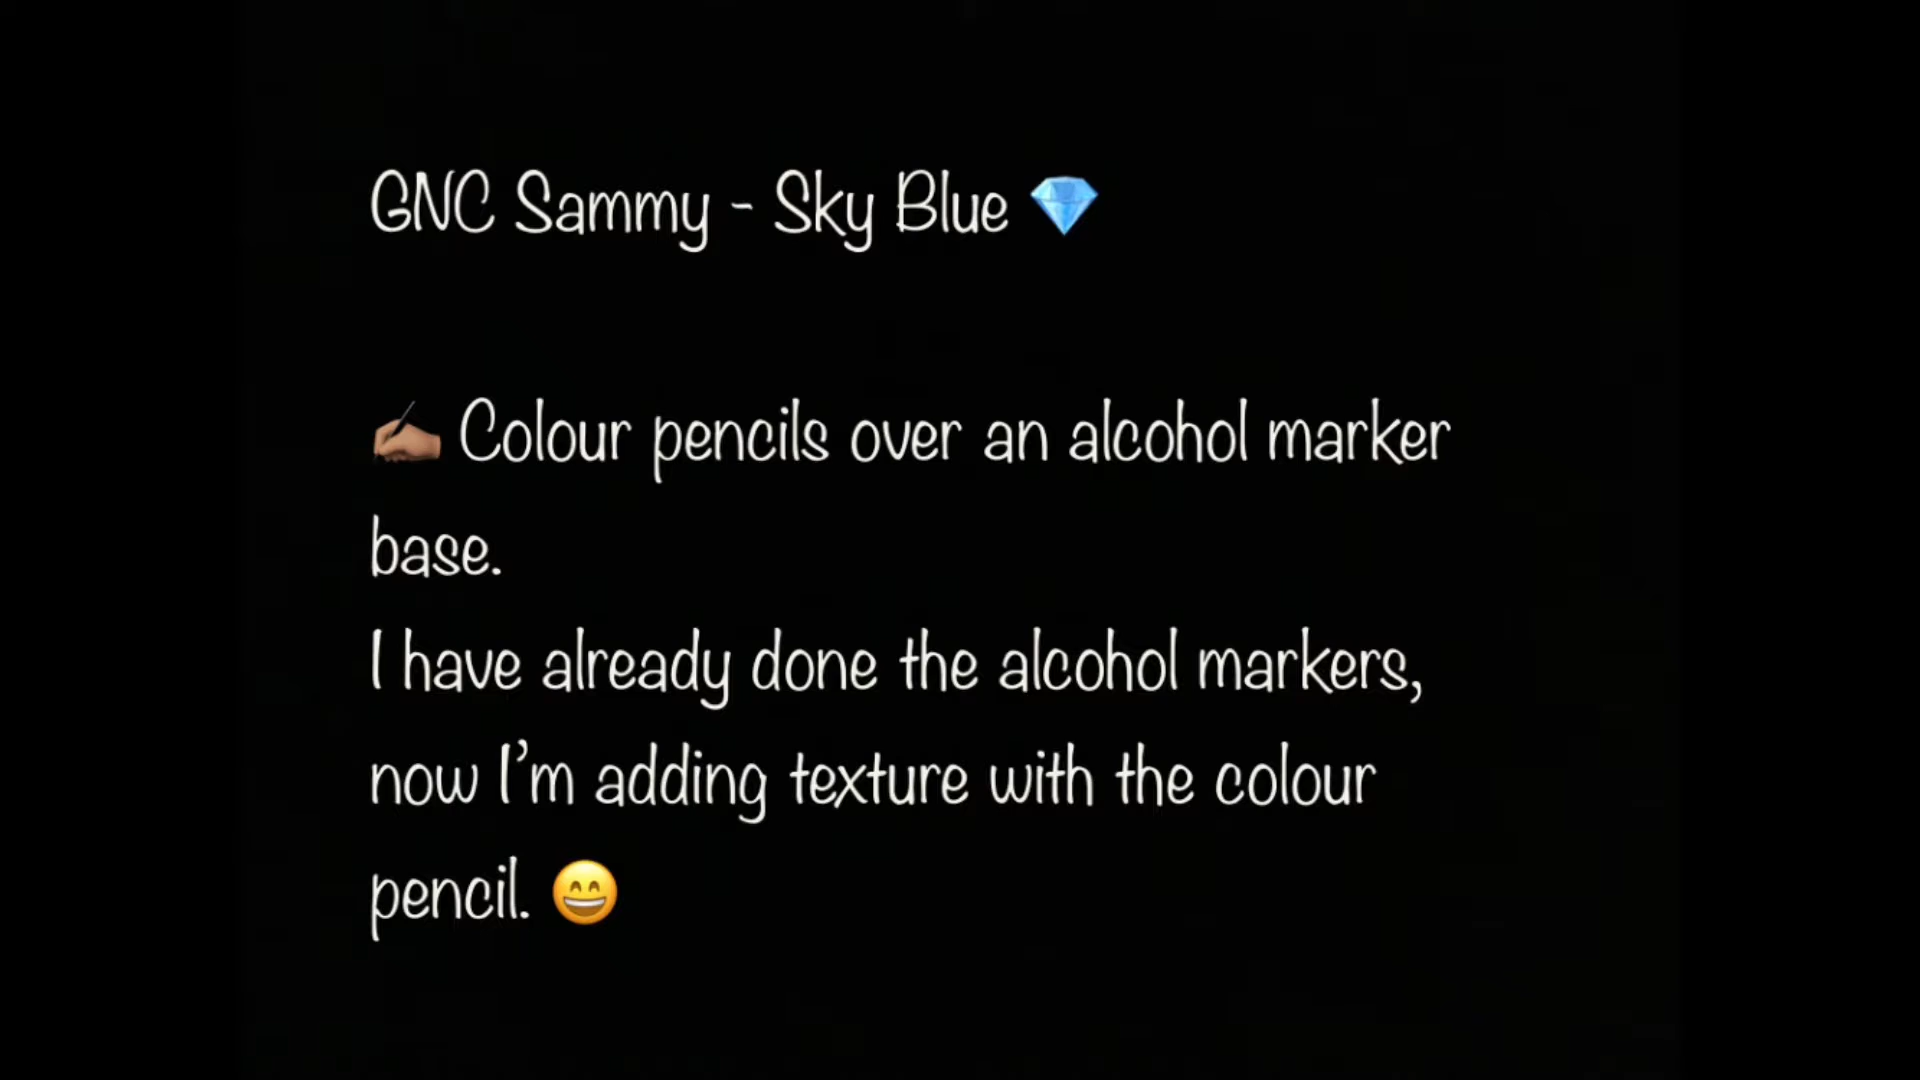 GNC Sammy - Sky Blue 💎
✍🏽 Colour pencils over an alcohol marker
base.
I have already done the alcohol markers,
now I’m adding texture with the colour
pencil. 😄